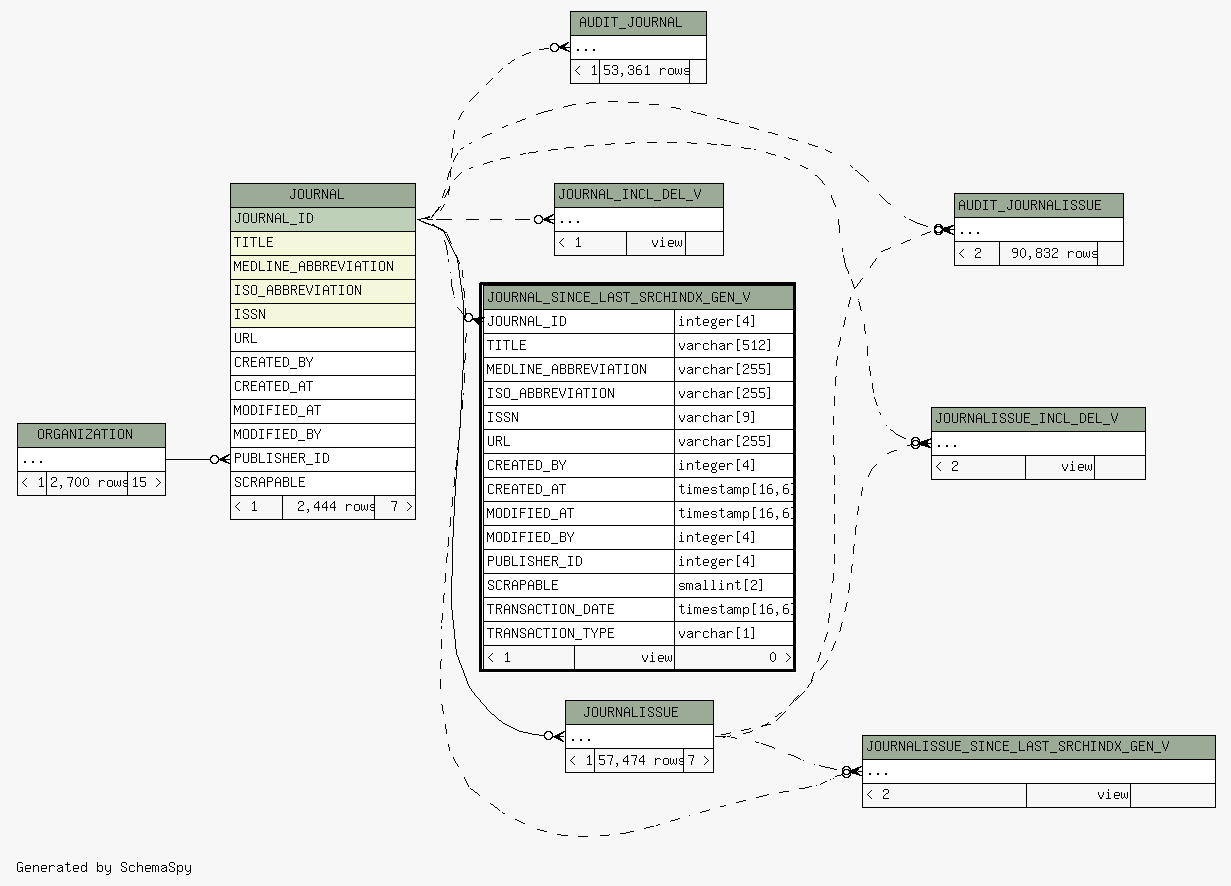 AUDIT_JOURNAL
...
< 1 53,361 rows
JOURNAL
JOURNAL_ID
TITLE
MEDLINE_ABBREVIATION
ISO_ABBREVIATION
ISSN
URL
CREATED_BY
CREATED_AT
MODIFIED_AT
MODIFIED_BY
PUBLISHER_ID
SCRAPABLE
< 1 2,444 rows 7 >
JOURNAL_INCL_DEL_V
...
< 1 view
AUDIT_JOURNALISSUE
...
< 2 90,832 rows
JOURNAL_SINCE_LAST_SRCHINDX_GEN_V
JOURNAL_ID integer[4]
TITLE varchar[512]
MEDLINE_ABBREVIATION varchar[255]
ISO_ABBREVIATION varchar[255]
ISSN varchar[9]
URL varchar[255]
CREATED_BY integer[4]
CREATED_AT timestamp[16,6]
MODIFIED_AT timestamp[16,6]
MODIFIED_BY integer[4]
PUBLISHER_ID integer[4]
SCRAPABLE smallint[2]
TRANSACTION_DATE timestamp[16,6]
TRANSACTION_TYPE varchar[1]
< 1 view 0 >
ORGANIZATION
...
< 1 2,700 rows 15 >
JOURNALISSUE_INCL_DEL_V
...
< 2 view
JOURNALISSUE
...
< 1 57,474 rows 7 >
JOURNALISSUE_SINCE_LAST_SRCHINDX_GEN_V
...
< 2 view
Generated by SchemaSpy